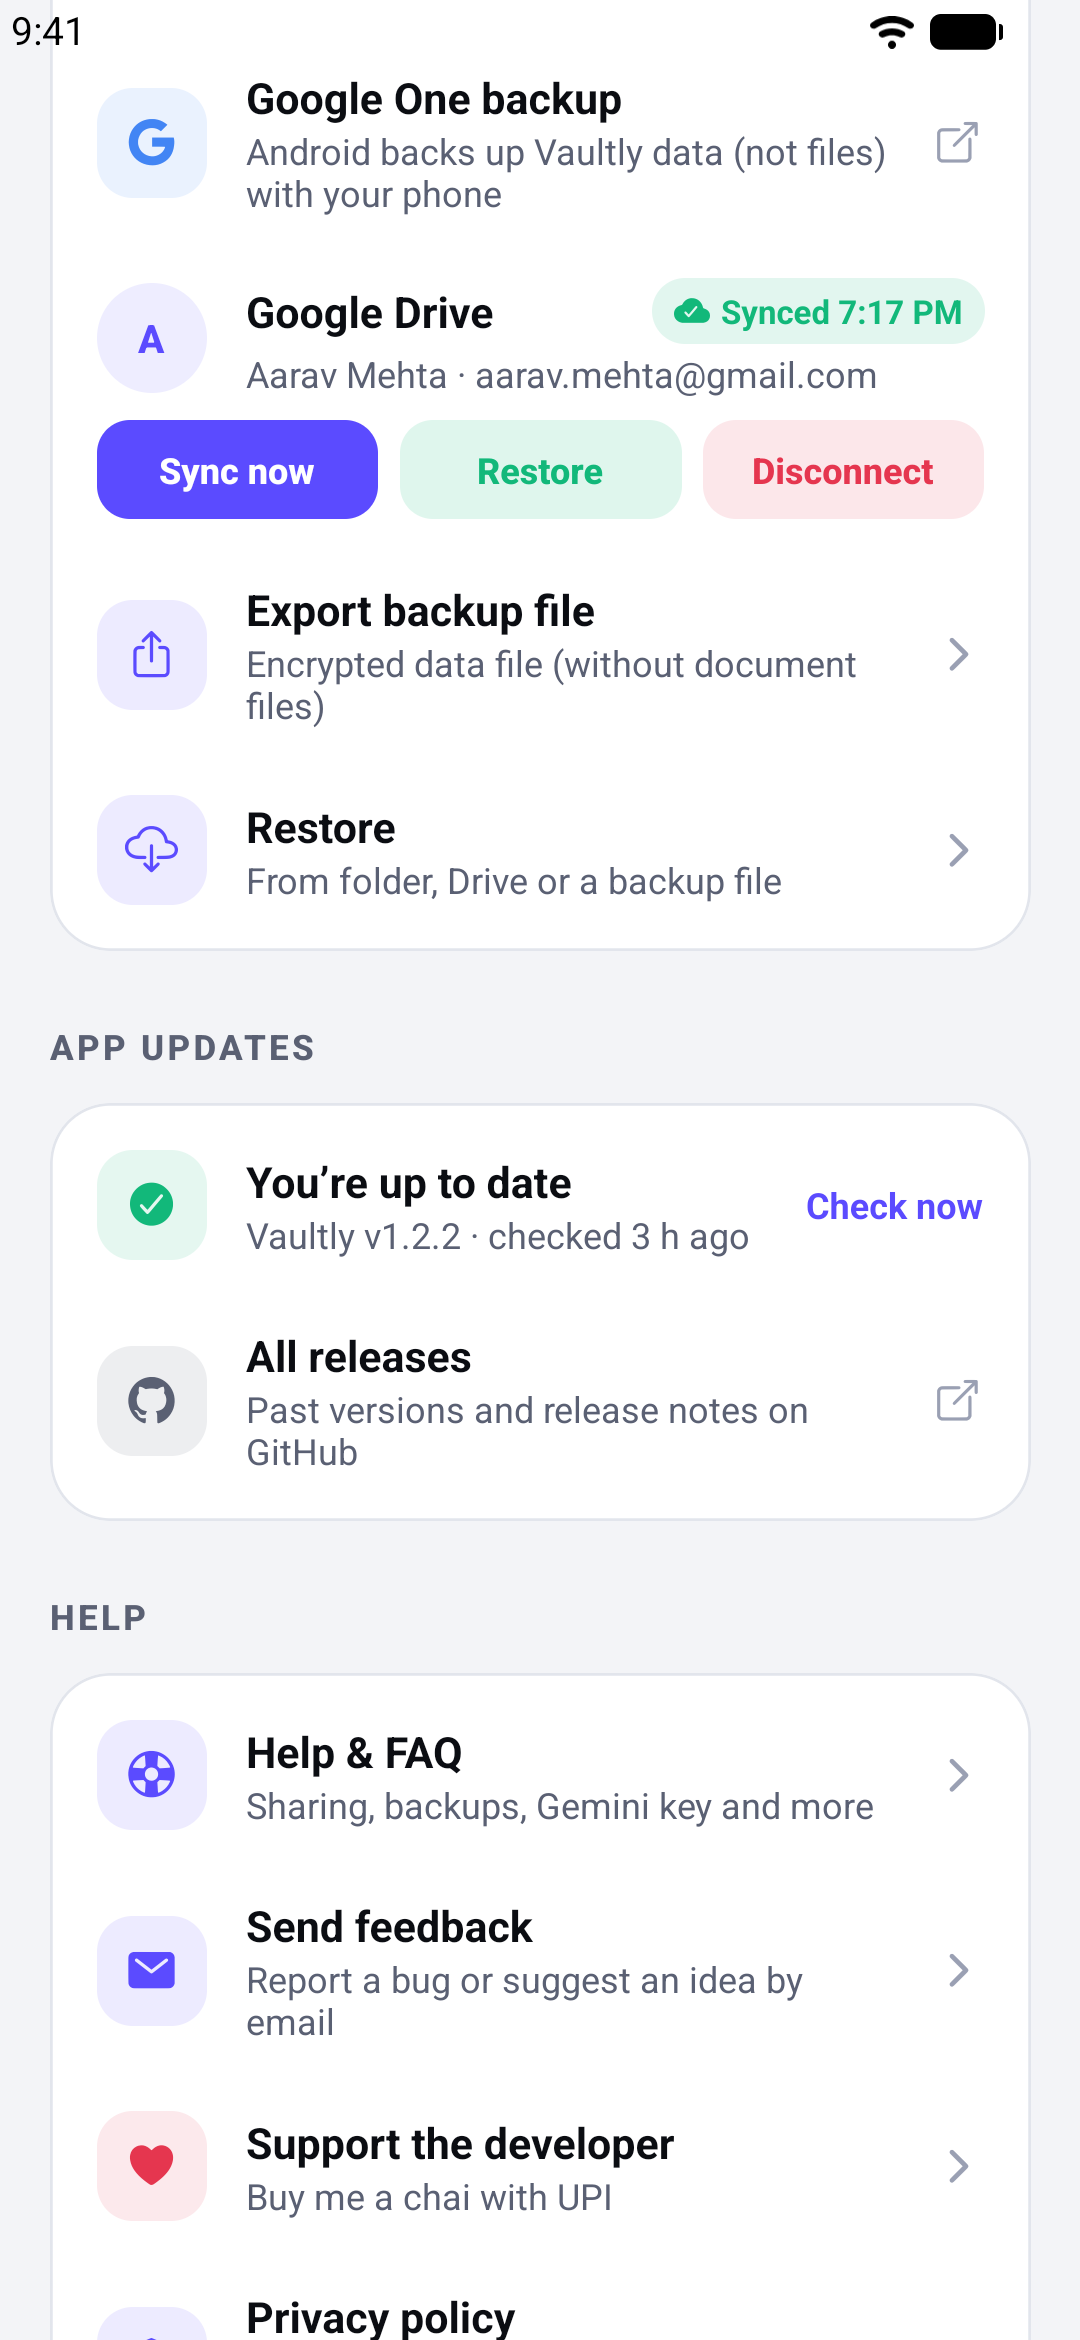 9:41
Google One backup
Android backs up Vaultly data (not files)
with your phone
A
Google Drive
Synced 7:17 PM
Aarav Mehta · aarav.mehta@gmail.com
Sync now
Restore
Disconnect
Export backup file
Encrypted data file (without document
files)
Restore
From folder, Drive or a backup file
APP UPDATES
You’re up to date
Vaultly v1.2.2 · checked 3 h ago
Check now
All releases
Past versions and release notes on
GitHub
HELP
Help & FAQ
Sharing, backups, Gemini key and more
Send feedback
Report a bug or suggest an idea by
email
Support the developer
Buy me a chai with UPI
Privacy policy